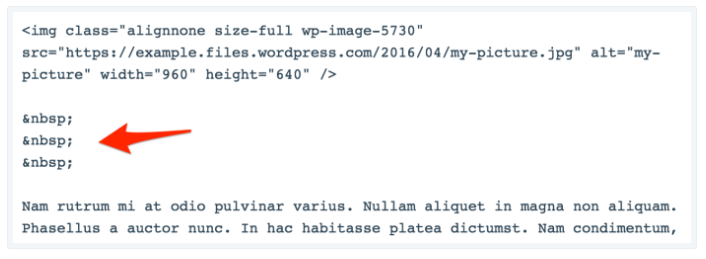 <img class="alignnone size-full wp-image-5730"
src="https://example.files.wordpress.com/2016/04/my-picture.jpg" alt="my-
picture" width="960" height="640" />
&nbsp;
&nbsp;
&nbsp;
Nam rutrum mi at odio pulvinar varius. Nullam aliquet in magna non aliquam.
Phasellus a auctor nunc. In hac habitasse platea dictumst. Nam condimentum,